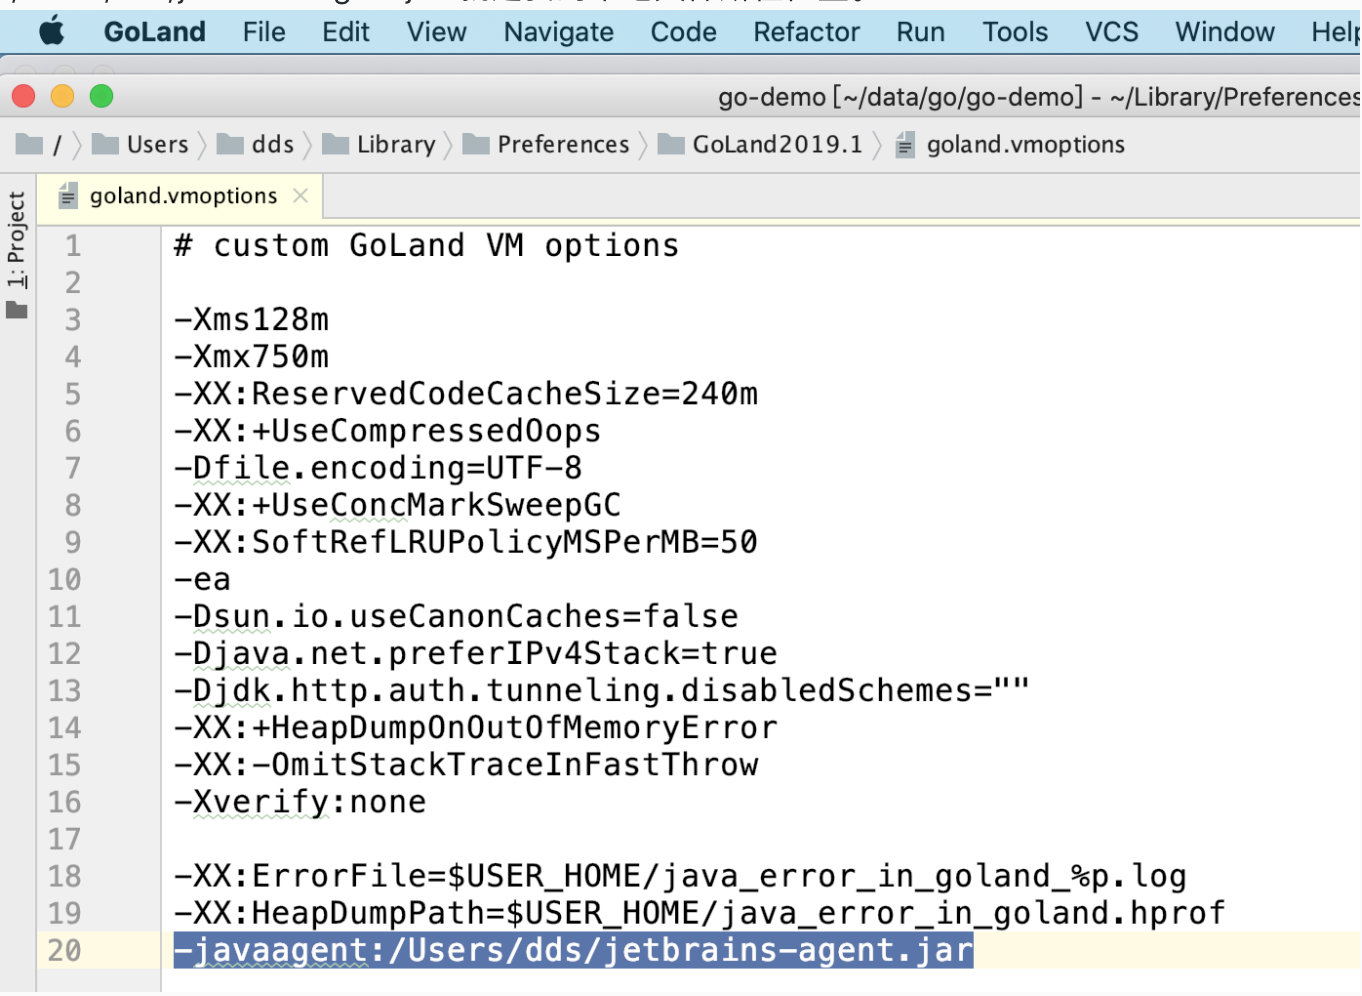 GoLand File Edit View Navigate Code Refactor Run Tools VCS Window Help
go-demo [~/data/go/go-demo] - ~/Library/Preferences
/ Users dds Library Preferences GoLand2019.1 goland.vmoptions
goland.vmoptions
1: Project
1 # custom GoLand VM options
2
3 -Xms128m
4 -Xmx750m
5 -XX:ReservedCodeCacheSize=240m
6 -XX:+UseCompressedOops
7 -Dfile.encoding=UTF-8
8 -XX:+UseConcMarkSweepGC
9 -XX:SoftRefLRUPolicyMSPerMB=50
10 -ea
11 -Dsun.io.useCanonCaches=false
12 -Djava.net.preferIPv4Stack=true
13 -Djdk.http.auth.tunneling.disabledSchemes=""
14 -XX:+HeapDumpOnOutOfMemoryError
15 -XX:-OmitStackTraceInFastThrow
16 -Xverify:none
17
18 -XX:ErrorFile=$USER_HOME/java_error_in_goland_%p.log
19 -XX:HeapDumpPath=$USER_HOME/java_error_in_goland.hprof
20 -javaagent:/Users/dds/jetbrains-agent.jar